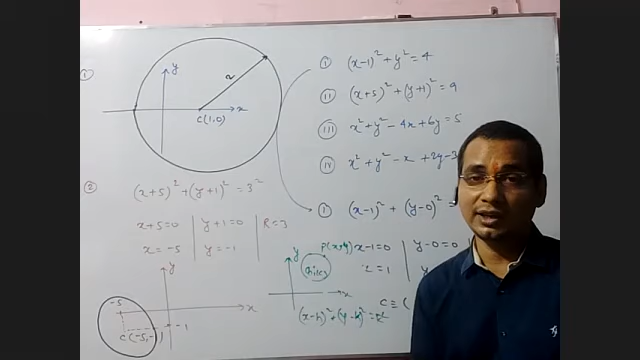 ①
y
r
x
C(1,0)
② (x+5)² + (y+1)² = 3²
x+5=0 | y+1=0 | R=3
x=-5 | y=-1
y
-5
x
-1
C(-5,-1)
Ⓘ (x-1)² + y² = 4
Ⓘⓘ (x+5)² + (y+1)² = 9
Ⓘⓘⓘ x² + y² - 4x + 6y = 5
Ⓘⓥ x² + y² - x + 2y - 3
Ⓘ (x-1)² + (y-0)² =
x-1=0 | y-0=0
x=1 | y
C ≡ (
y
P(x,y)
C(h,k)
x
(x-h)² + (y-k)² = r²